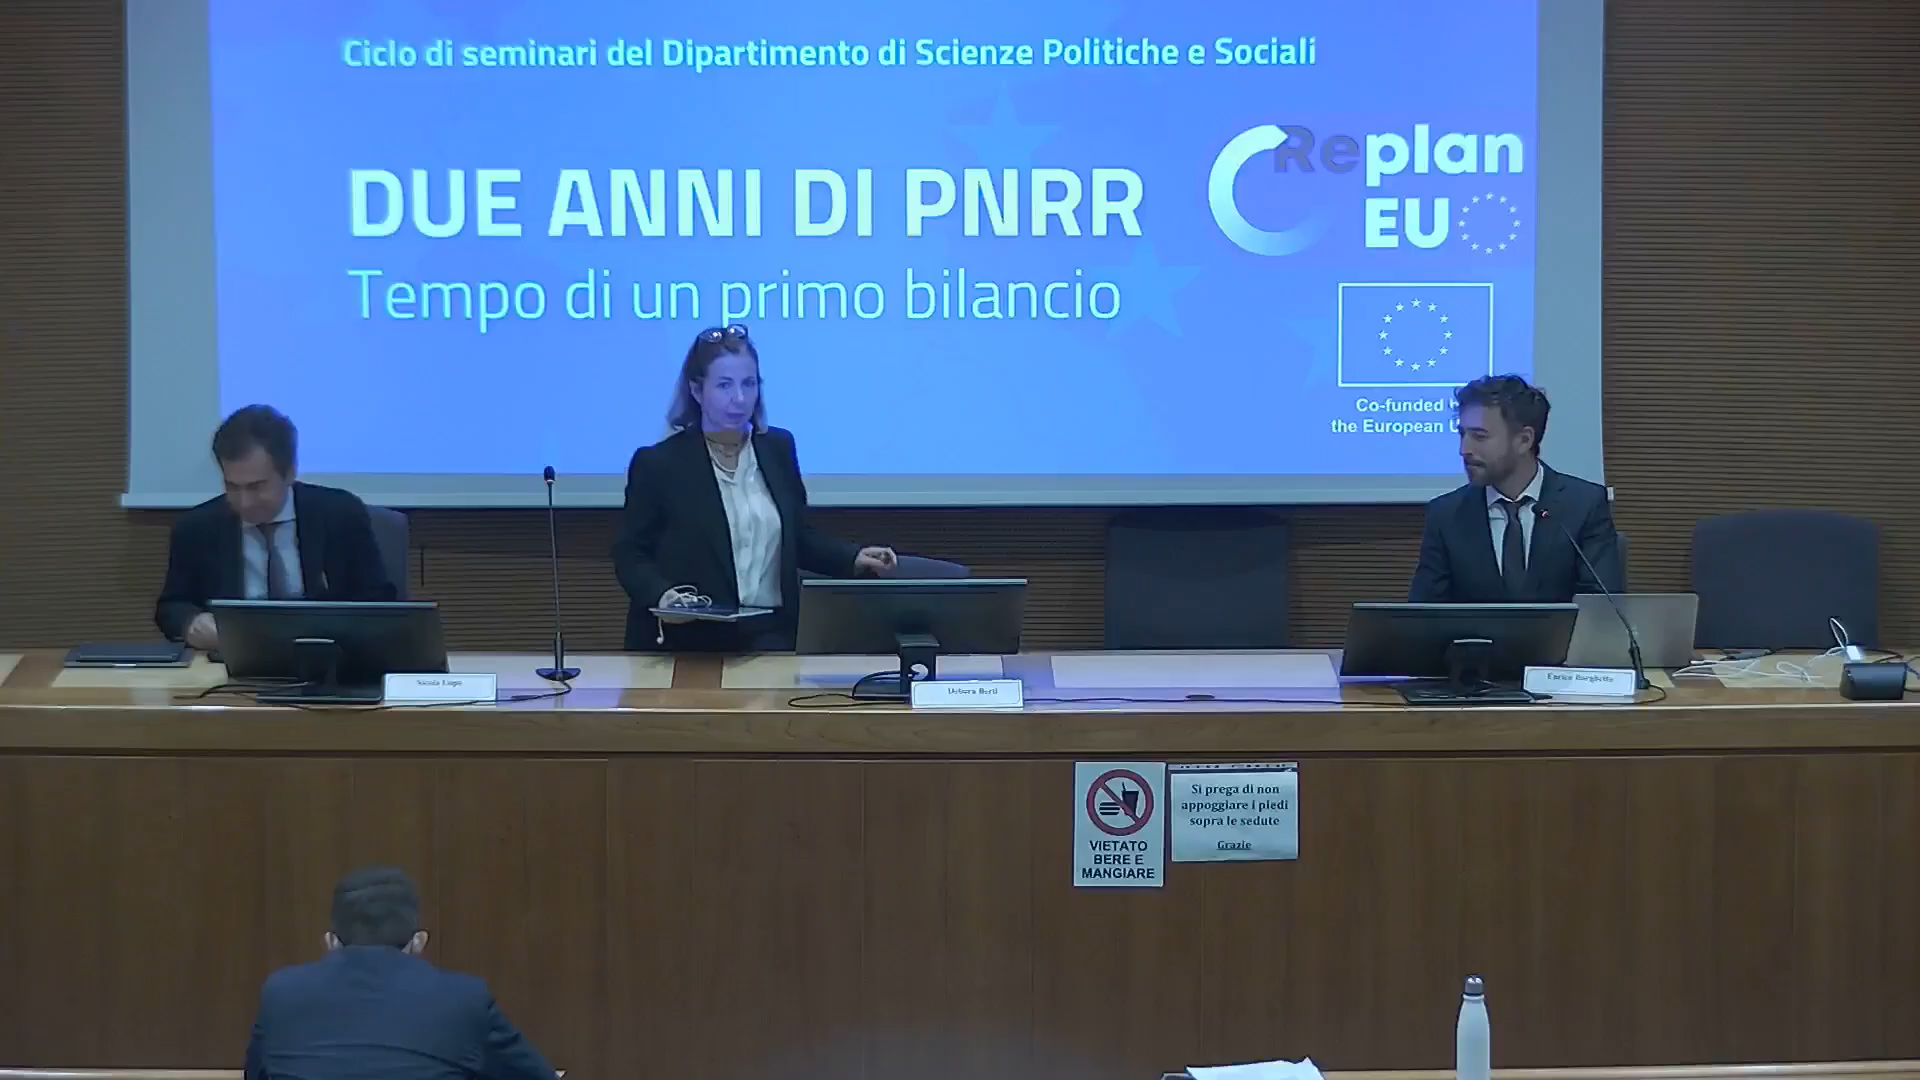 Ciclo di seminari del Dipartimento di Scienze Politiche e Sociali
DUE ANNI DI PNRR
Tempo di un primo bilancio
Replan
EU
Co-funded
the European
Debora Berti
Enrico Borghetto
VIETATO
BERE E
MANGIARE
Si prega di non
appoggiare i piedi
sopra le sedute
Grazie